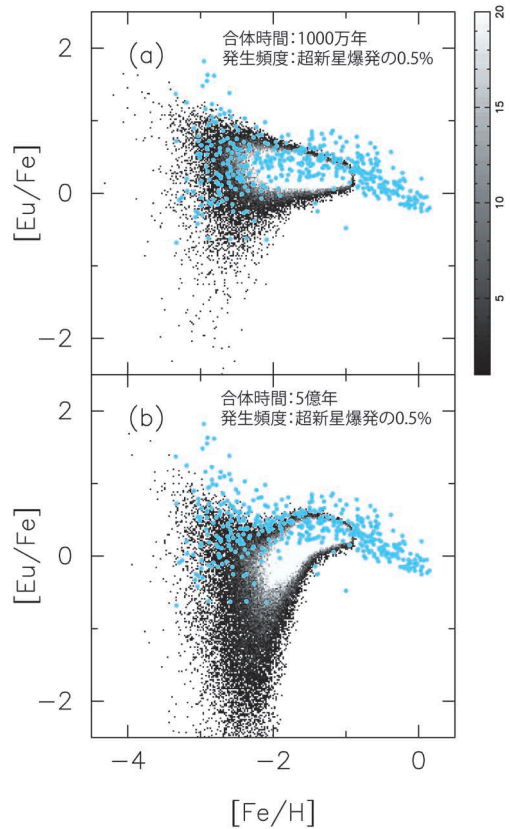 (a)
合体時間：1000万年
発生頻度：超新星爆発の0.5%
2
0
−2
[Eu/Fe]
20
15
10
5
(b)
合体時間：5億年
発生頻度：超新星爆発の0.5%
2
0
−2
[Eu/Fe]
−4 −2 0
[Fe/H]